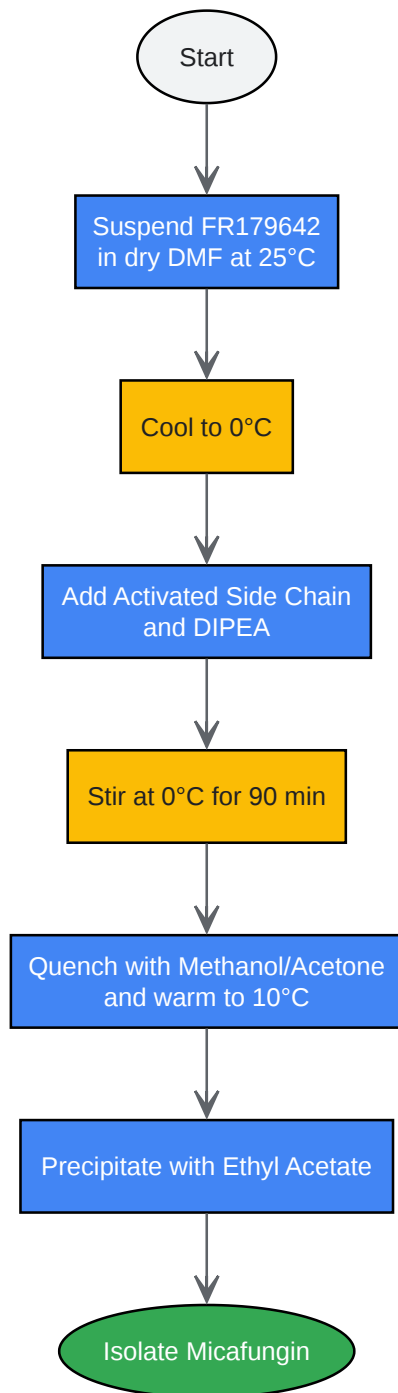 Start
Suspend FR179642
in dry DMF at 25°C
Cool to 0°C
Add Activated Side Chain
and DIPEA
Stir at 0°C for 90 min
Quench with Methanol/Acetone
and warm to 10°C
Precipitate with Ethyl Acetate
Isolate Micafungin